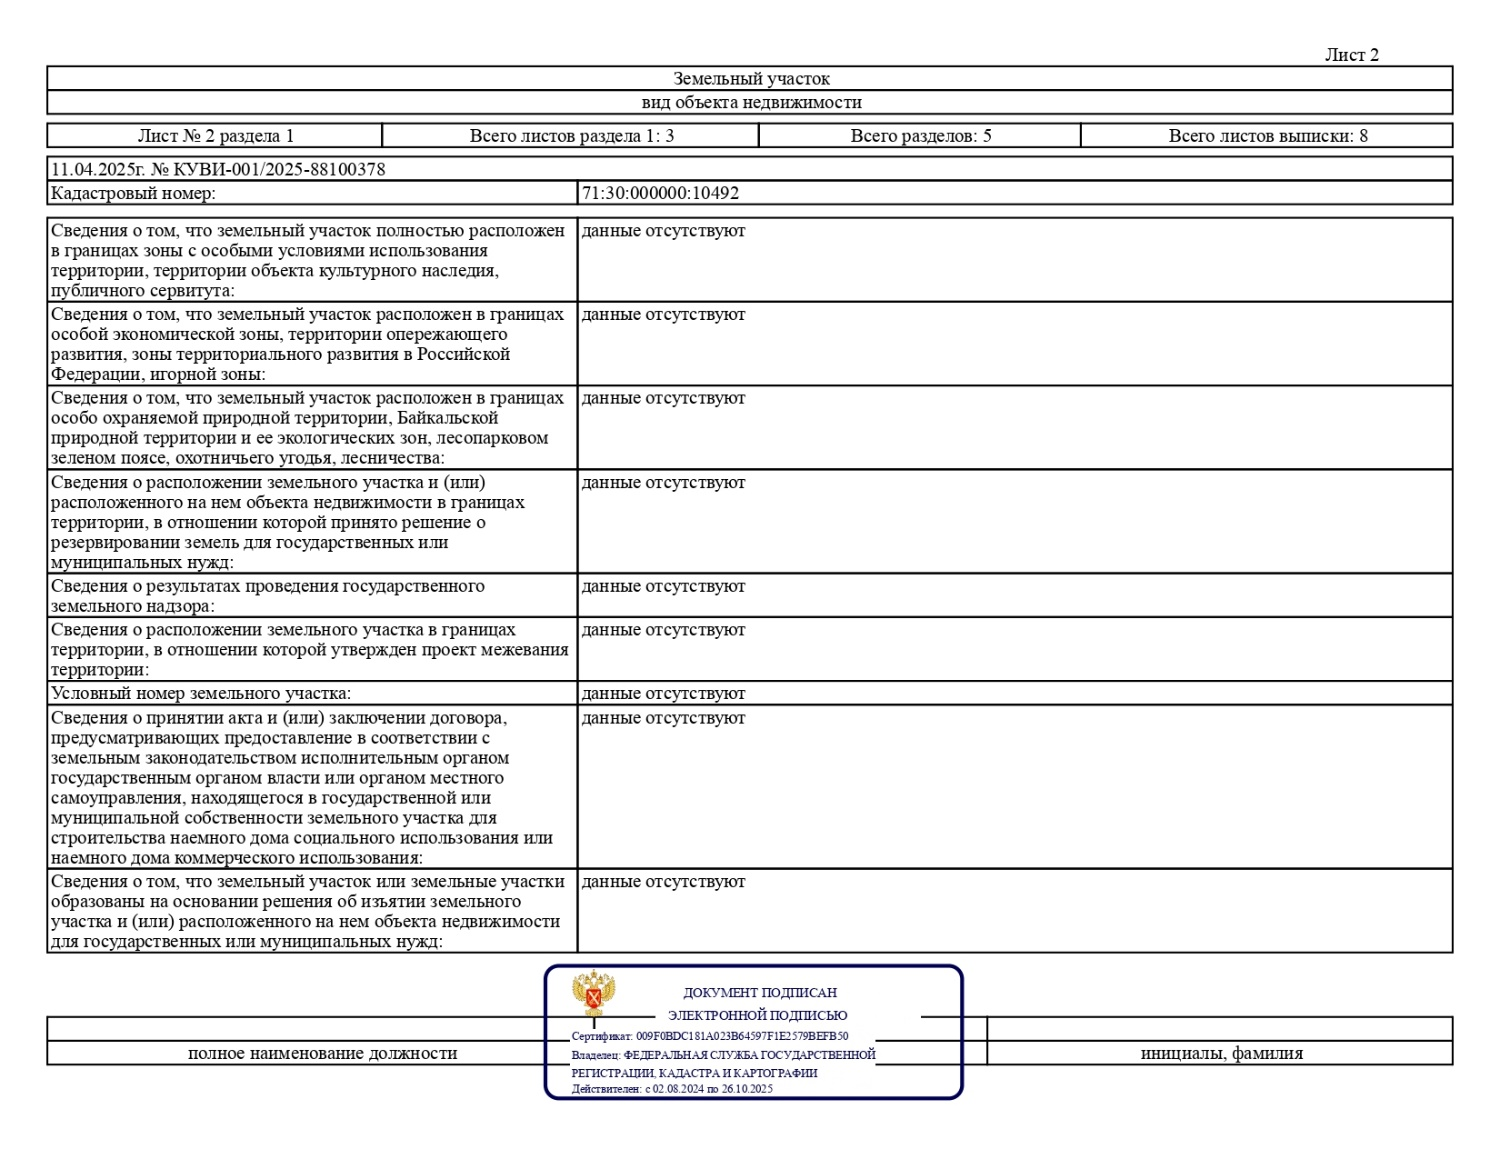 Лист 2
Земельный участок
вид объекта недвижимости
Лист № 2 раздела 1
Всего листов раздела 1: 3
Всего разделов: 5
Всего листов выписки: 8
11.04.2025г. № КУВИ-001/2025-88100378
Кадастровый номер:
71:30:000000:10492
Сведения о том, что земельный участок полностью расположен
в границах зоны с особыми условиями использования
территории, территории объекта культурного наследия,
публичного сервитута:
данные отсутствуют
Сведения о том, что земельный участок расположен в границах
особой экономической зоны, территории опережающего
развития, зоны территориального развития в Российской
Федерации, игорной зоны:
данные отсутствуют
Сведения о том, что земельный участок расположен в границах
особо охраняемой природной территории, Байкальской
природной территории и ее экологических зон, лесопарковом
зеленом поясе, охотничьего угодья, лесничества:
данные отсутствуют
Сведения о расположении земельного участка и (или)
расположенного на нем объекта недвижимости в границах
территории, в отношении которой принято решение о
резервировании земель для государственных или
муниципальных нужд:
данные отсутствуют
Сведения о результатах проведения государственного
земельного надзора:
данные отсутствуют
Сведения о расположении земельного участка в границах
территории, в отношении которой утвержден проект межевания
территории:
данные отсутствуют
Условный номер земельного участка:
данные отсутствуют
Сведения о принятии акта и (или) заключении договора,
предусматривающих предоставление в соответствии с
земельным законодательством исполнительным органом
государственным органом власти или органом местного
самоуправления, находящегося в государственной или
муниципальной собственности земельного участка для
строительства наемного дома социального использования или
наемного дома коммерческого использования:
данные отсутствуют
Сведения о том, что земельный участок или земельные участки
образованы на основании решения об изъятии земельного
участка и (или) расположенного на нем объекта недвижимости
для государственных или муниципальных нужд:
данные отсутствуют
ДОКУМЕНТ ПОДПИСАН
ЭЛЕКТРОННОЙ ПОДПИСЬЮ
Сертификат: 009F0BDC181A023B64597F1E2579BEFB50
Владелец: ФЕДЕРАЛЬНАЯ СЛУЖБА ГОСУДАРСТВЕННОЙ
РЕГИСТРАЦИИ, КАДАСТРА И КАРТОГРАФИИ
Действителен: с 02.08.2024 по 26.10.2025
полное наименование должности
инициалы, фамилия